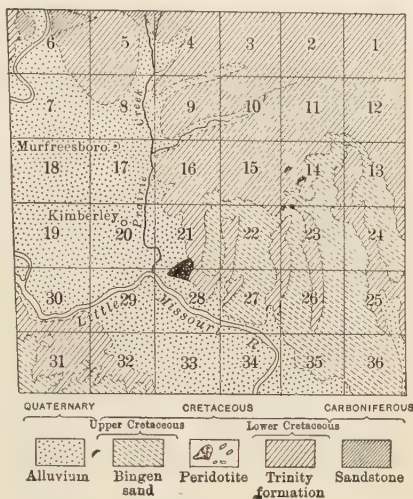 6 5 4 3 2 1
7 8 9 10 11 12
Creek
Murfreesboro.
18 17 16 15 14 13
Prairie
Kimberley
19 20 21 22 23 24
30 29 28 27 26 25
Little Missouri R
31 32 33 34 35 36
QUATERNARY CRETACEOUS CARBONIFEROUS
Upper Cretaceous Lower Cretaceous
Alluvium Bingen sand Peridotite Trinity formation Sandstone